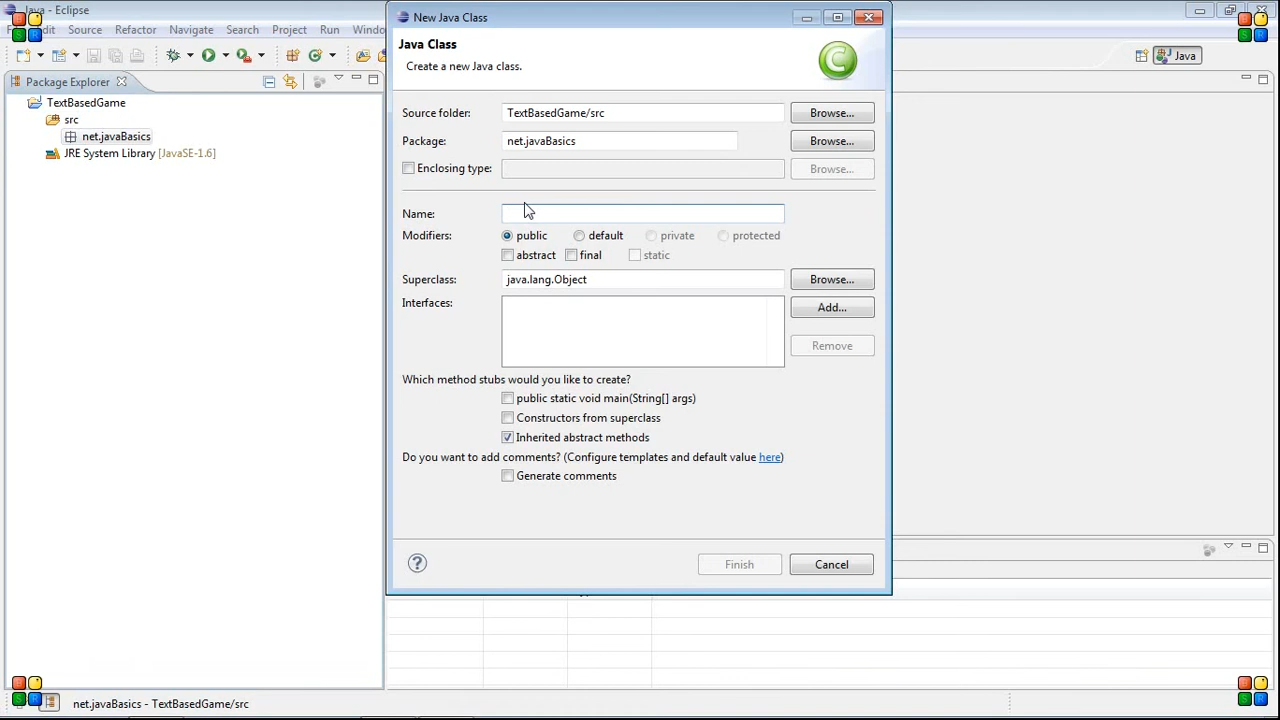 Java - Eclipse
New Java Class
Edit Source Refactor Navigate Search Project Run Windo
Java Class
Create a new Java class.
C
Java
Package Explorer
TextBasedGame
src
net.javaBasics
JRE System Library [JavaSE-1.6]
Source folder: TextBasedGame/src Browse...
Package: net.javaBasics Browse...
Enclosing type: Browse...
Name:
Modifiers: public default private protected
abstract final static
Superclass: java.lang.Object Browse...
Interfaces: Add...
Remove
Which method stubs would you like to create?
public static void main(String[] args)
Constructors from superclass
Inherited abstract methods
Do you want to add comments? (Configure templates and default value here)
Generate comments
? Finish Cancel
net.javaBasics - TextBasedGame/src
S R
S R
S R
S R